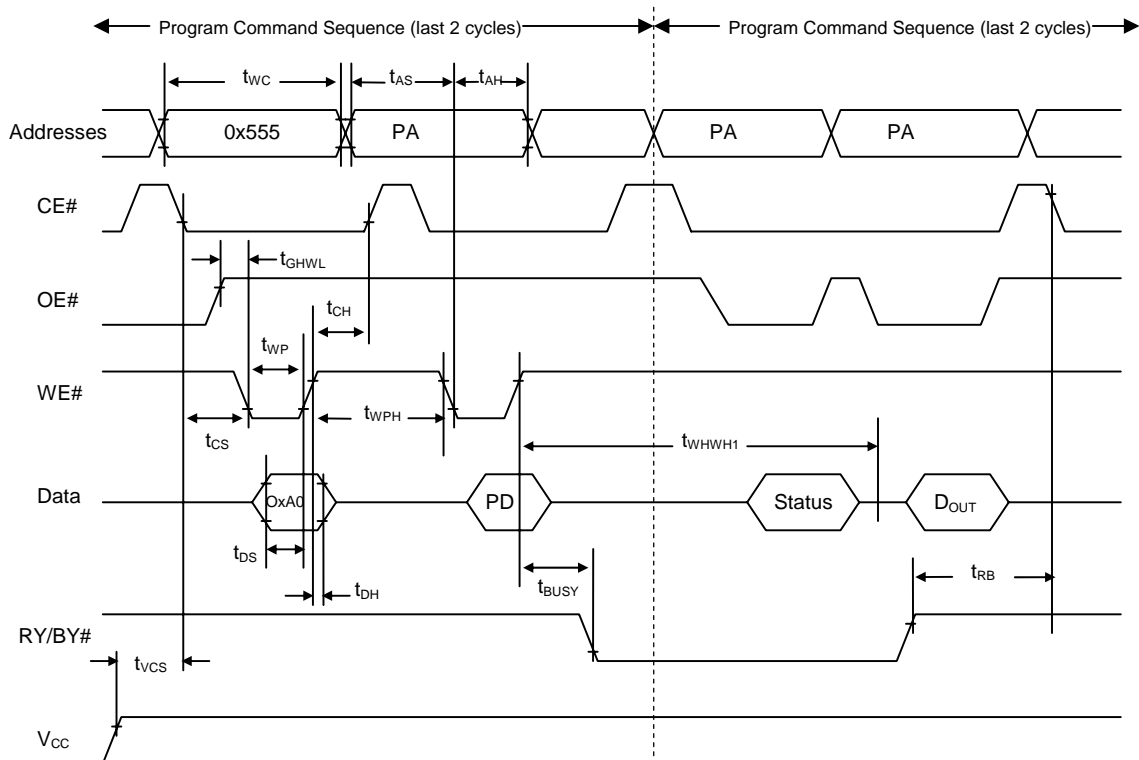 Program Command Sequence (last 2 cycles) Program Command Sequence (last 2 cycles)
tWC tAS tAH
Addresses 0x555 PA PA PA
CE#
tGHWL
OE#
tCH
tWP
WE#
tCS tWPH tWHWH1
Data OxA0 PD Status DOUT
tDS tDH tBUSY tRB
RY/BY#
tVCS
VCC